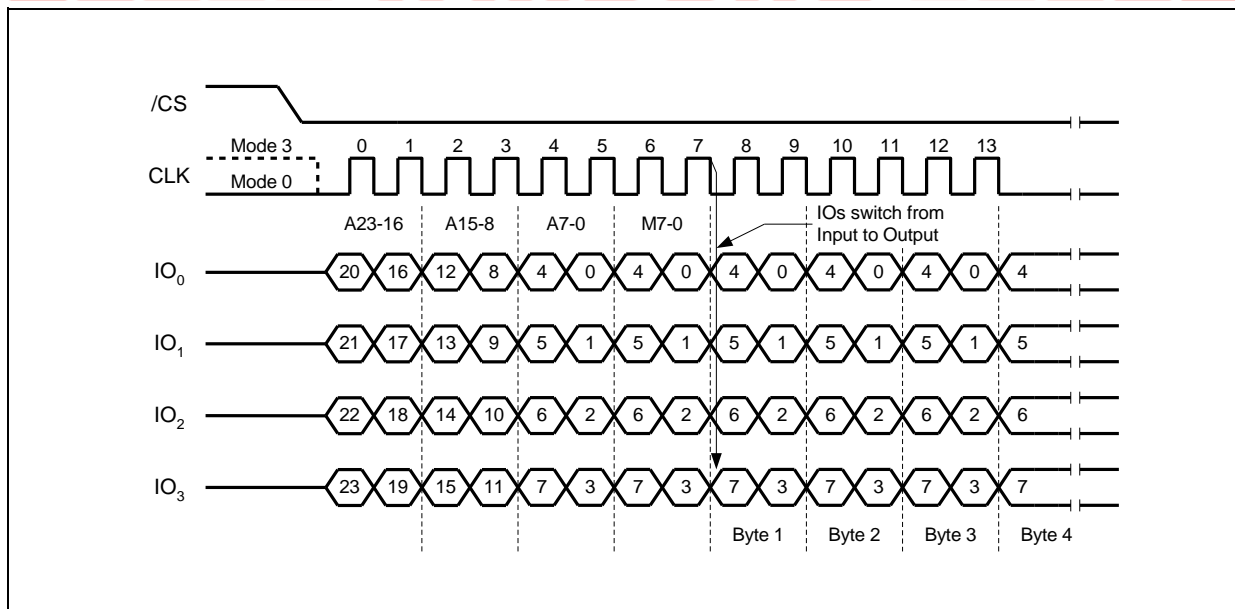 /CS
Mode 3
0 1 2 3 4 5 6 7 8 9 10 11 12 13
CLK
Mode 0
A23-16 A15-8 A7-0 M7-0
IOs switch from
Input to Output
IO0 20 16 12 8 4 0 4 0 4 0 4 0 4 0 4
IO1 21 17 13 9 5 1 5 1 5 1 5 1 5 1 5
IO2 22 18 14 10 6 2 6 2 6 2 6 2 6 2 6
IO3 23 19 15 11 7 3 7 3 7 3 7 3 7 3 7
Byte 1 Byte 2 Byte 3 Byte 4